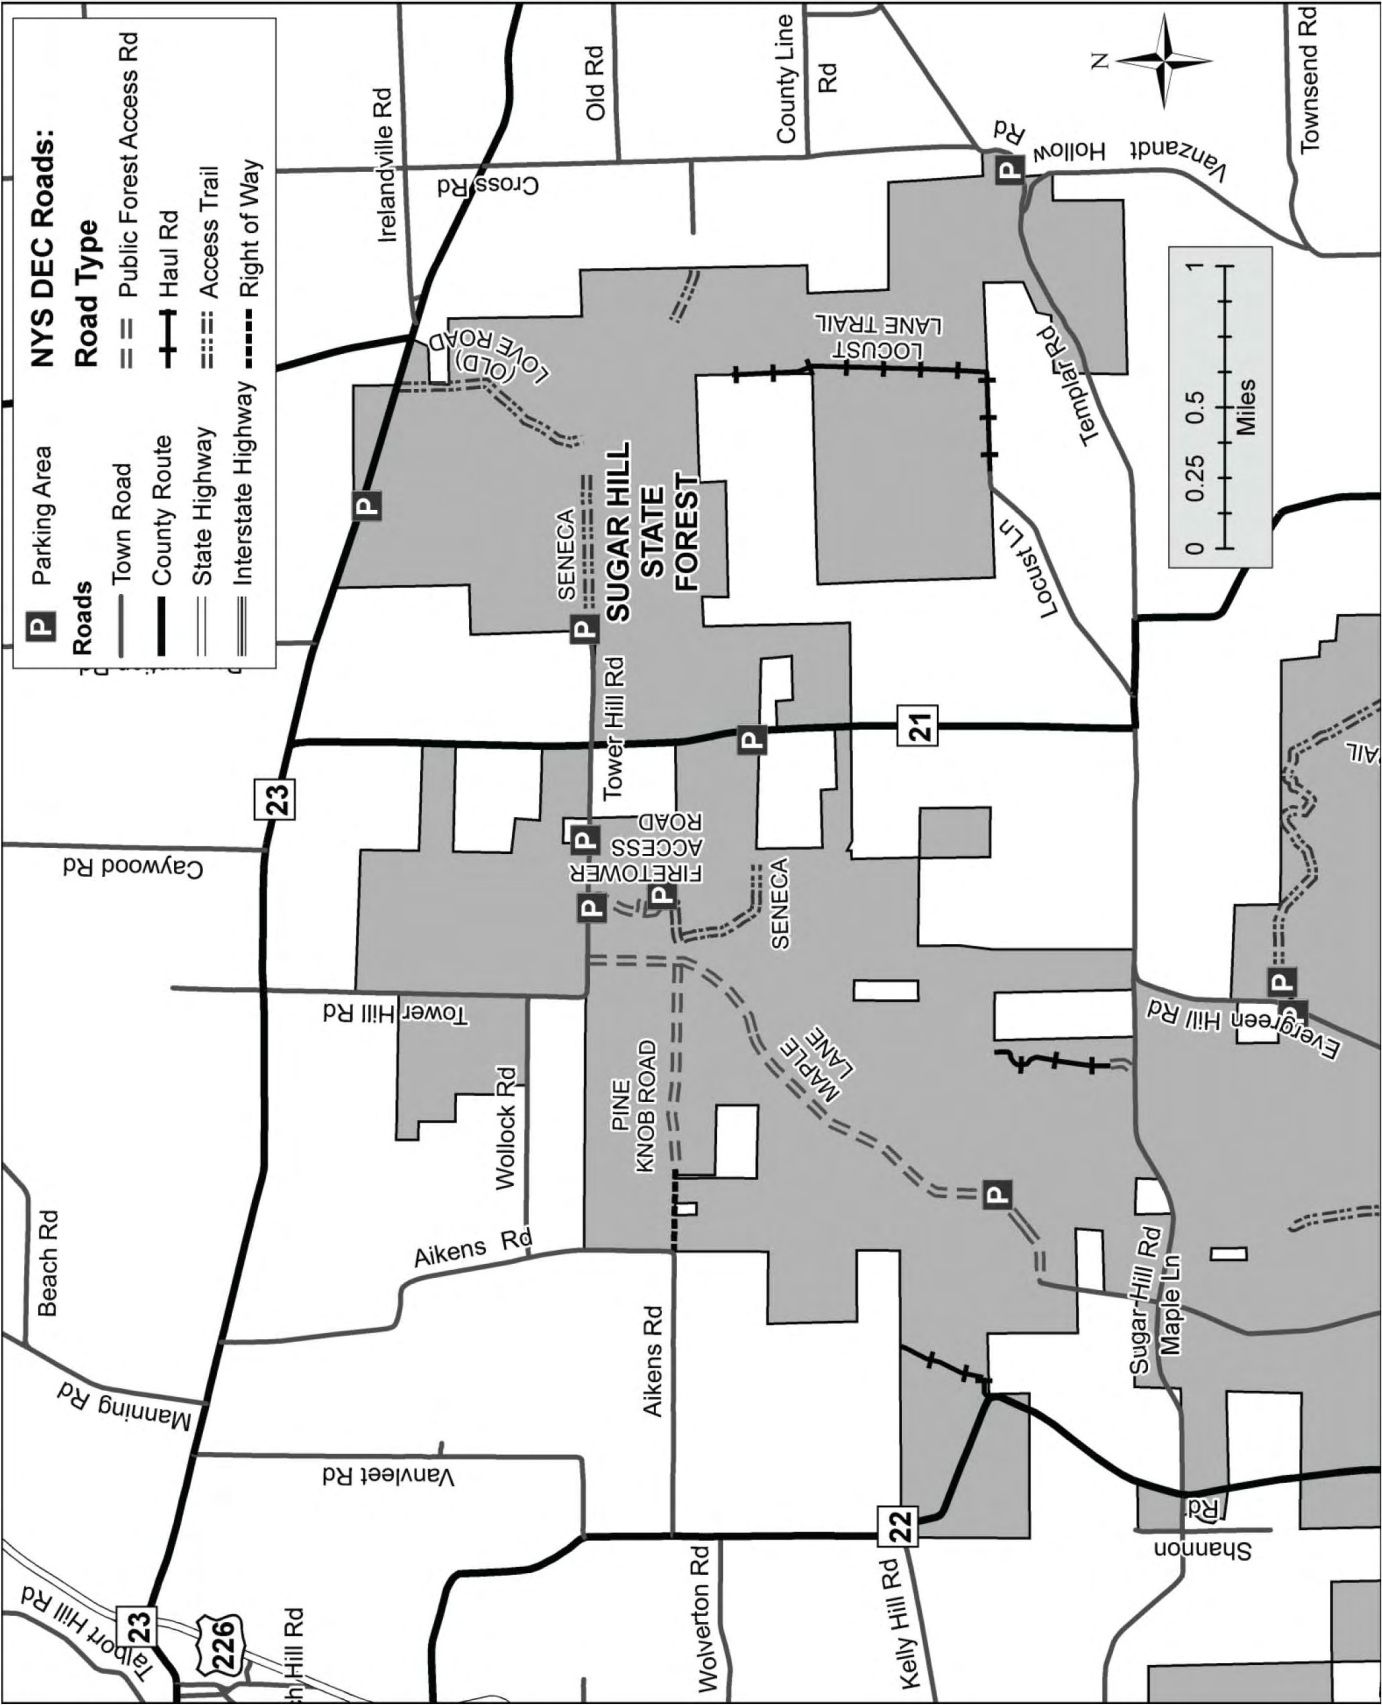 NYS DEC Roads:
P Parking Area
Roads
Town Road
County Route
State Highway
Interstate Highway
Road Type
Public Forest Access Rd
Haul Rd
Access Trail
Right of Way
Irelandville Rd
Old Rd
County Line
Rd
N
Townsend Rd
Cross Rd
Vanzandt Hollow
Rd
P
LOCUST
LANE TRAIL
(OLD)
LOVE ROAD
P
Templar Rd
0 0.25 0.5 1
Miles
SENECA
SUGAR HILL
STATE
FOREST
Locust Ln
P
Tower Hill Rd
21
P
23
P
FIRETOWER
ACCESS
ROAD
P
P
SENECA
Caywood Rd
Tower Hill Rd
P
P
Evergreen Hill Rd
PINE
KNOB ROAD
MAPLE
LANE
Wollock Rd
P
Beach Rd
Aikens Rd
Aikens Rd
Sugar Hill Rd
Maple Ln
Manning Rd
Vanvleet Rd
22
Shannon
Rd
Wolverton Rd
Kelly Hill Rd
Talbort Hill Rd
23
226
Hill Rd